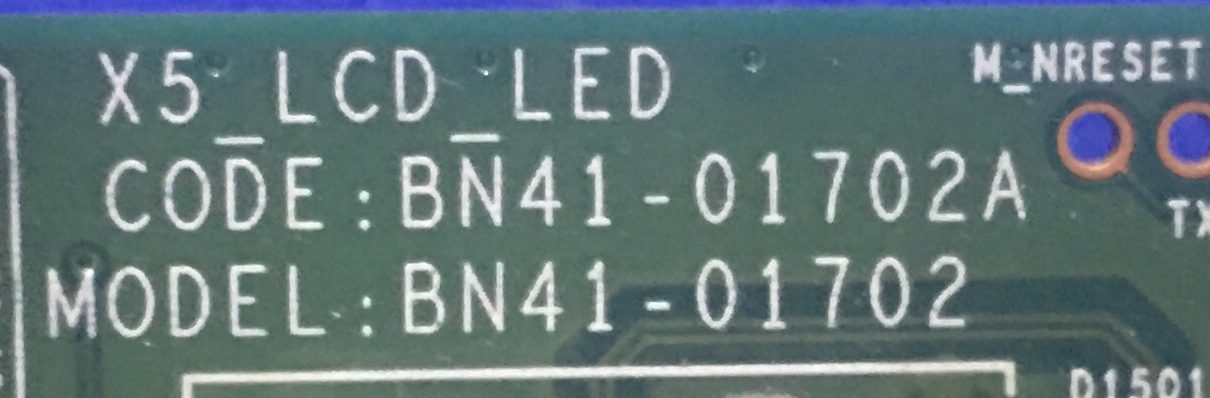 X5_LCD_LED
M_NRESET
CODE:BN41-01702A
TX
MODEL:BN41-01702
D1501